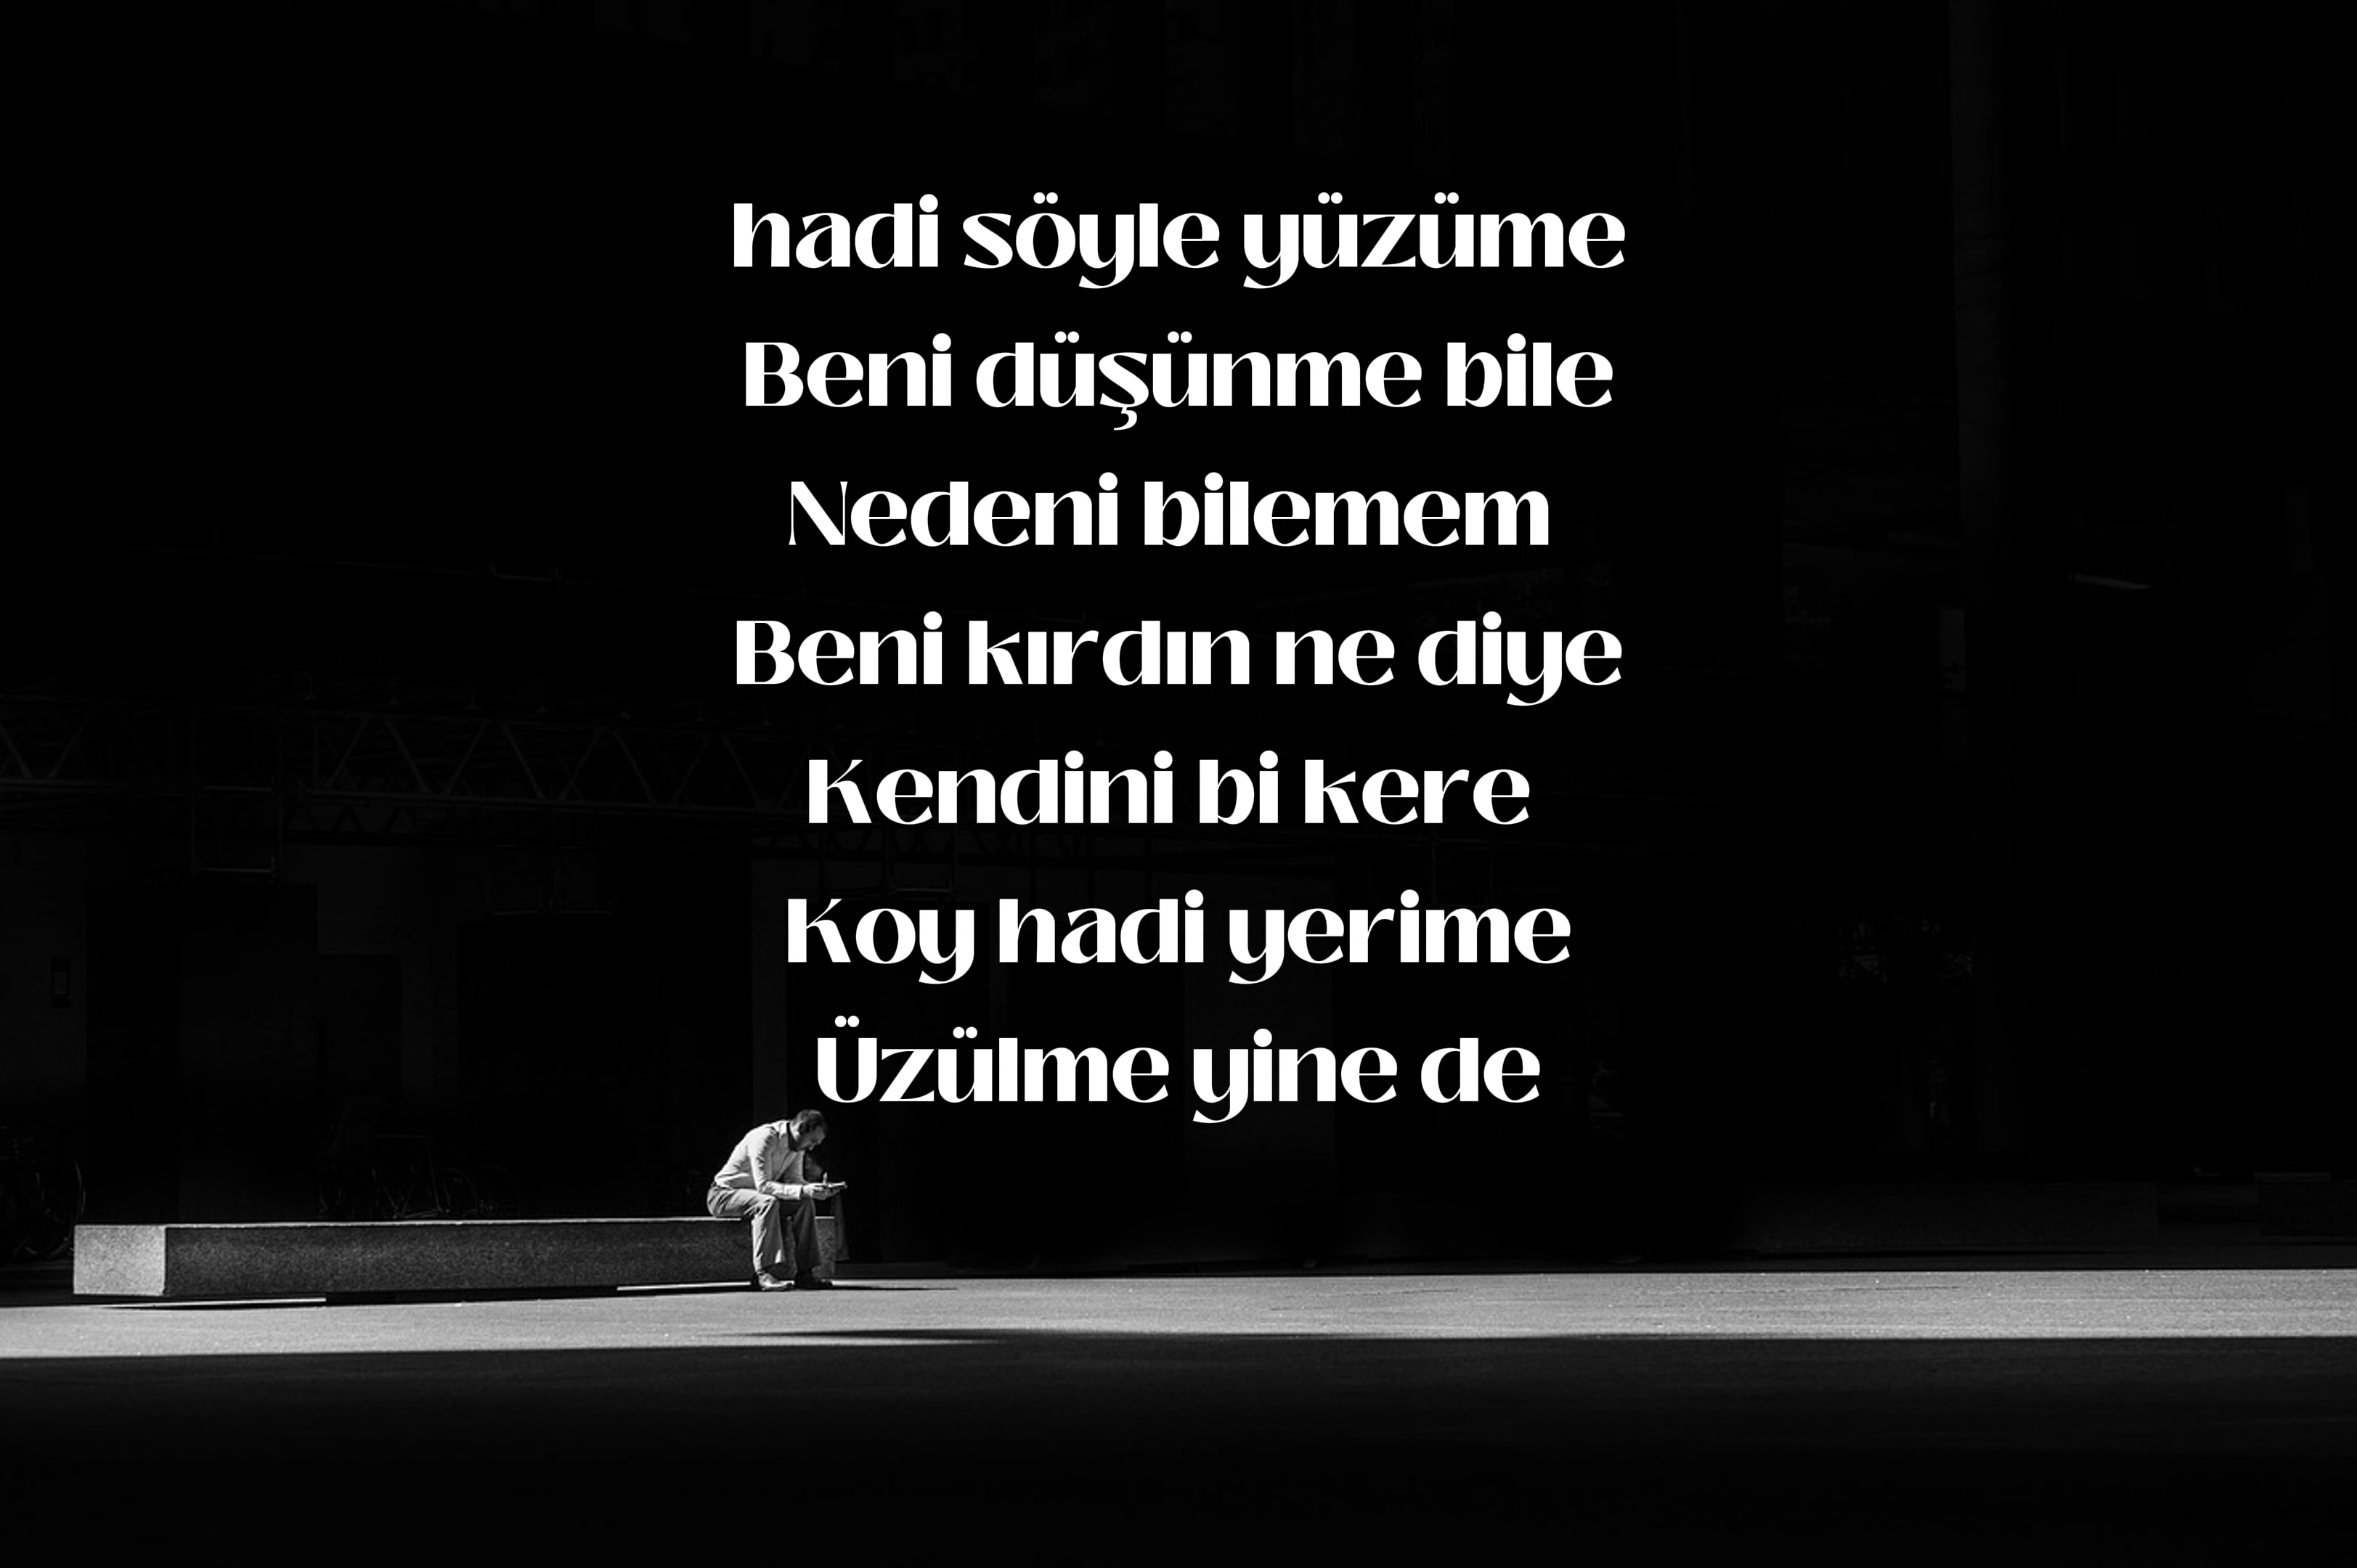 hadi söyle yüzüme
Beni düşünme bile
Nedeni bilemem
Beni kırdın ne diye
Kendini bi kere
Koy hadi yerime
Üzülme yine de